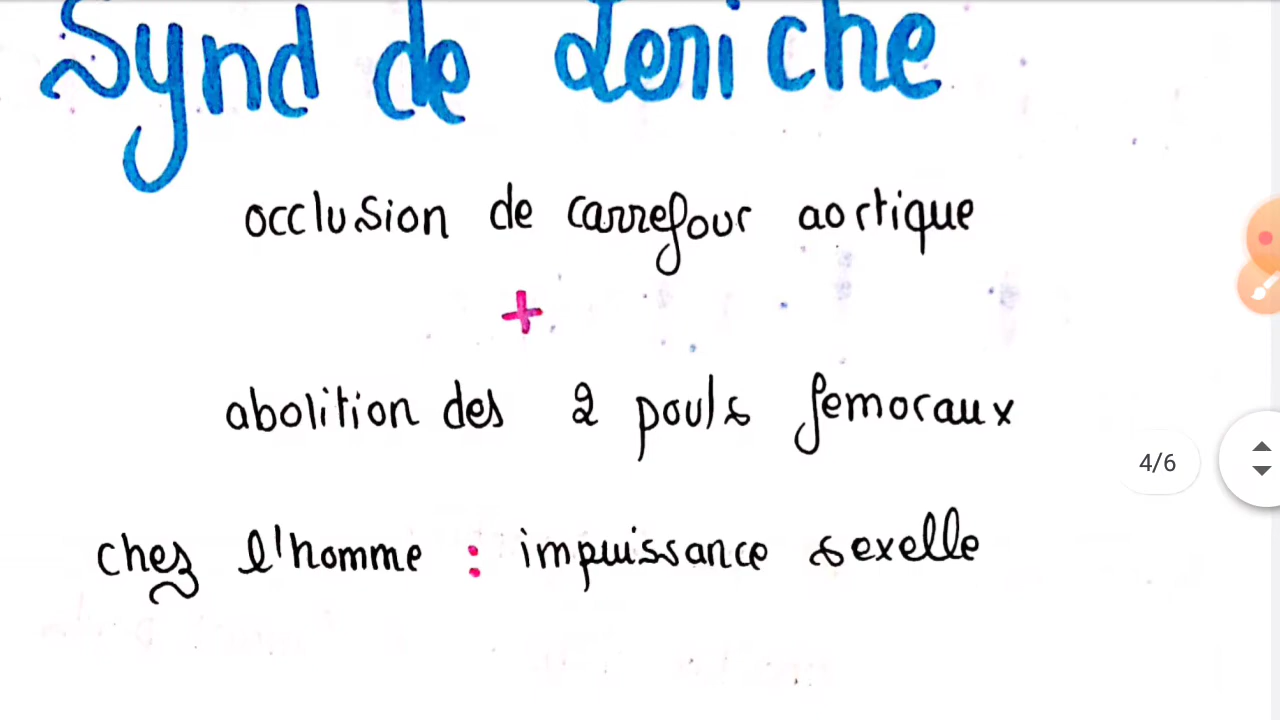 Synd de Leriche
occlusion de carrefour aortique
+
abolition des 2 pouls femoraux
4/6
chez l'homme : impuissance sexelle